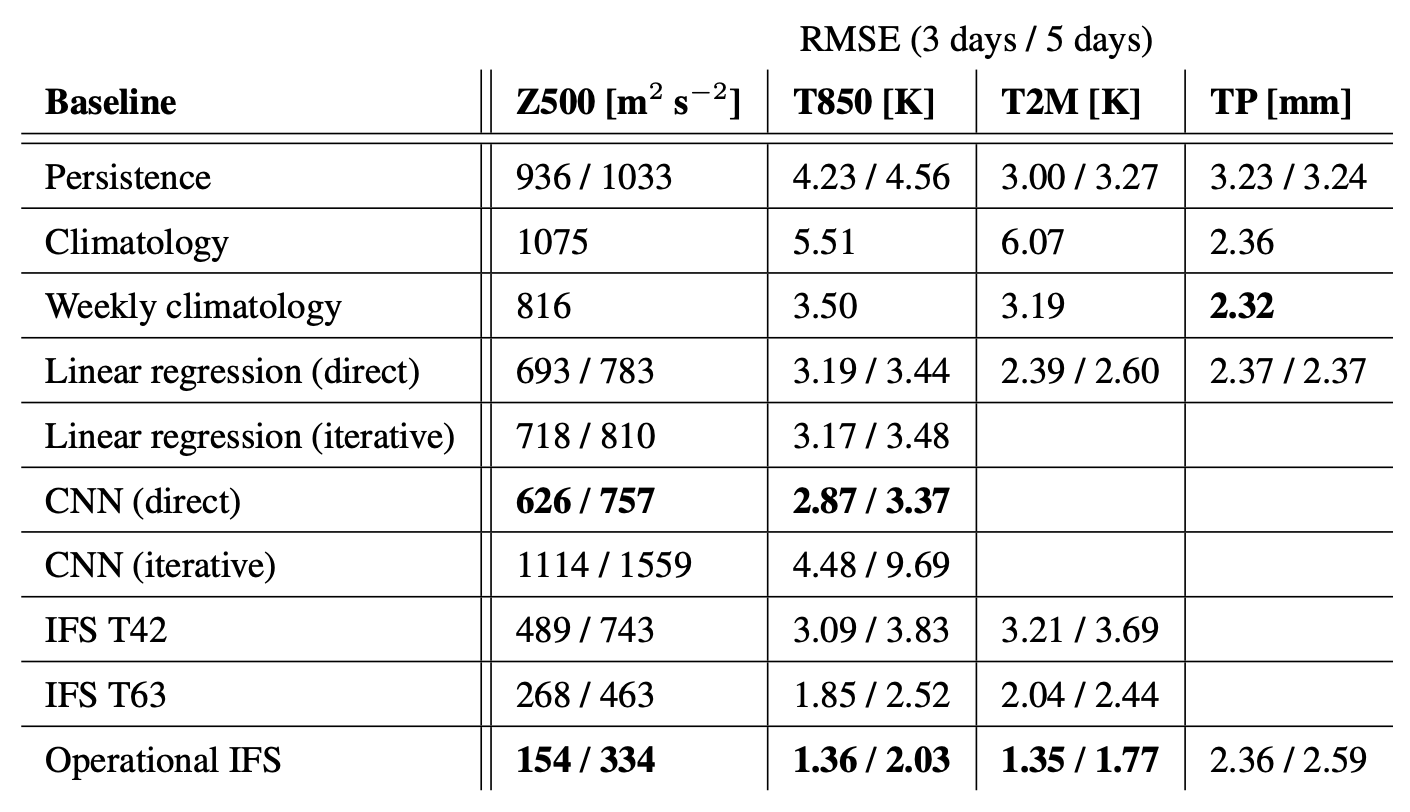 RMSE (3 days / 5 days)
Baseline Z500 [m² s⁻²] T850 [K] T2M [K] TP [mm]
Persistence 936 / 1033 4.23 / 4.56 3.00 / 3.27 3.23 / 3.24
Climatology 1075 5.51 6.07 2.36
Weekly climatology 816 3.50 3.19 2.32
Linear regression (direct) 693 / 783 3.19 / 3.44 2.39 / 2.60 2.37 / 2.37
Linear regression (iterative) 718 / 810 3.17 / 3.48
CNN (direct) 626 / 757 2.87 / 3.37
CNN (iterative) 1114 / 1559 4.48 / 9.69
IFS T42 489 / 743 3.09 / 3.83 3.21 / 3.69
IFS T63 268 / 463 1.85 / 2.52 2.04 / 2.44
Operational IFS 154 / 334 1.36 / 2.03 1.35 / 1.77 2.36 / 2.59